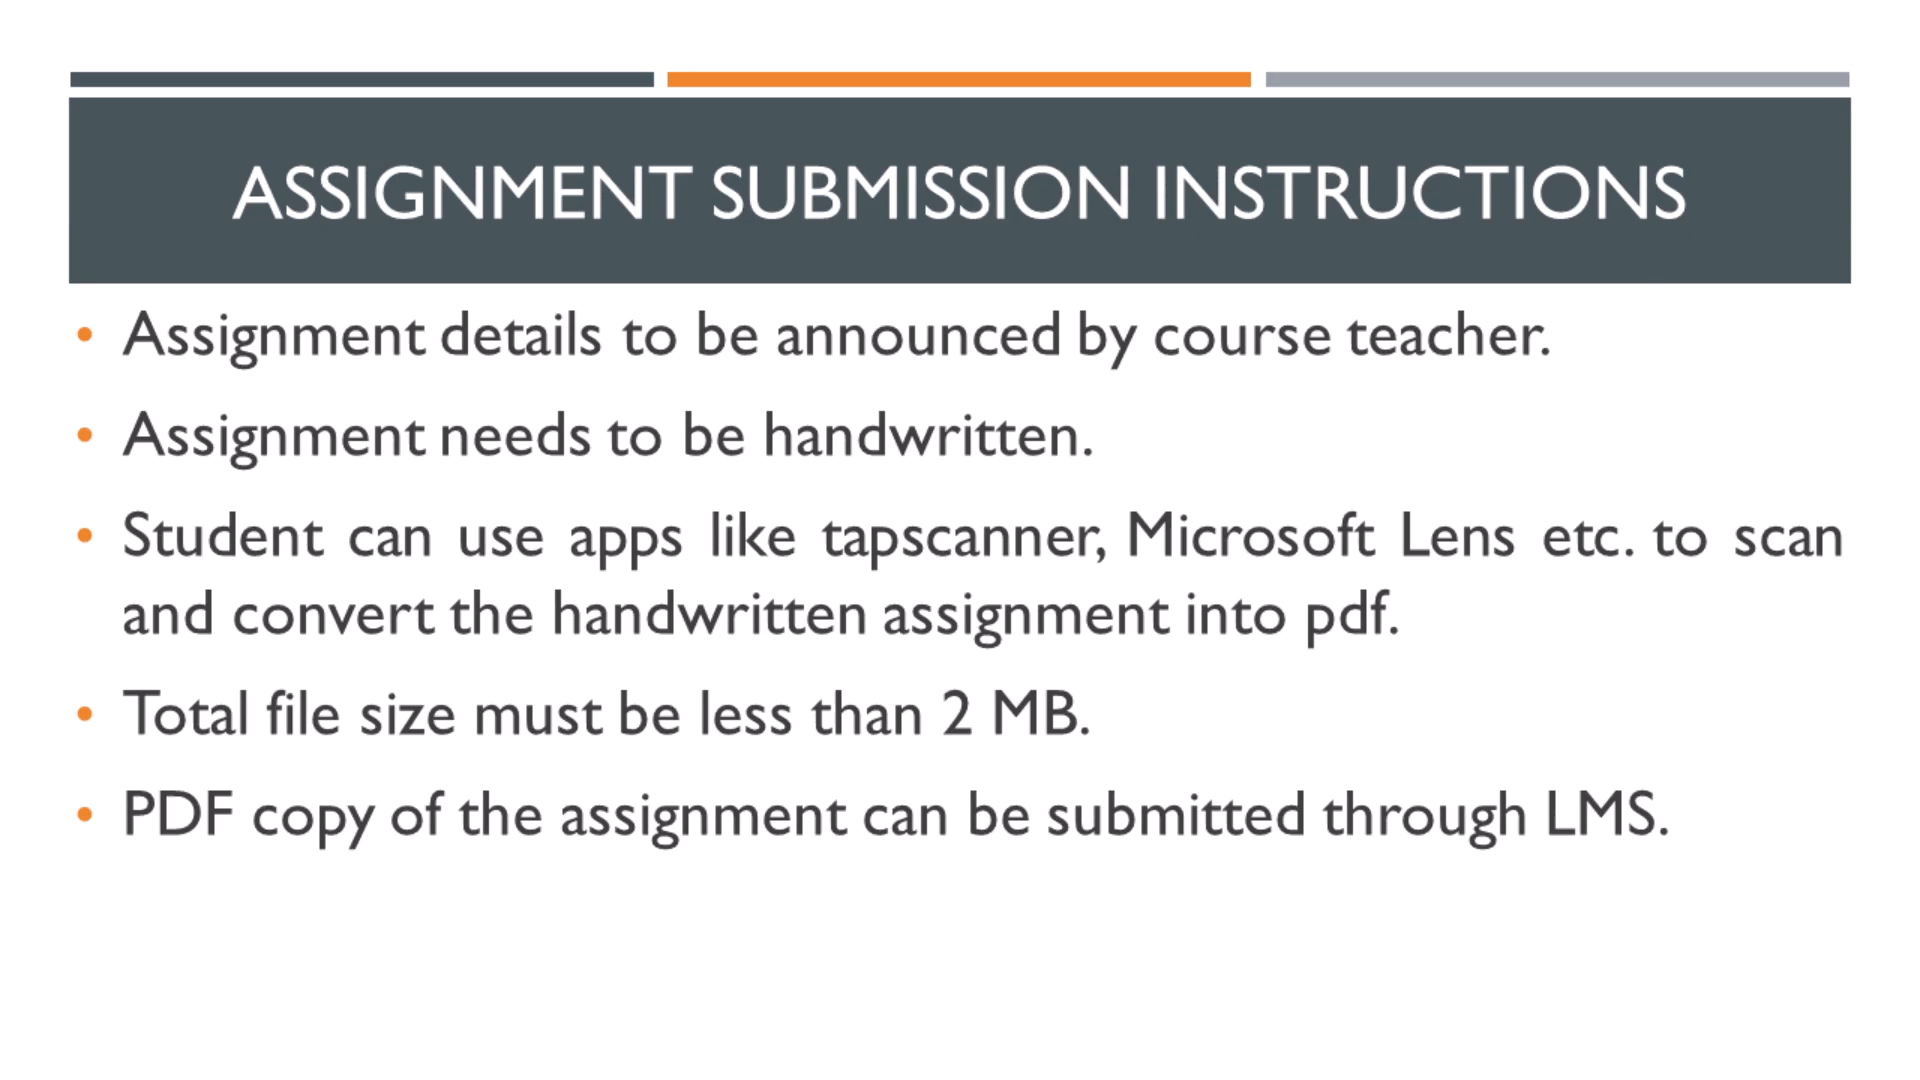 ASSIGNMENT SUBMISSION INSTRUCTIONS
• Assignment details to be announced by course teacher.
• Assignment needs to be handwritten.
• Student can use apps like tapscanner, Microsoft Lens etc. to scan
and convert the handwritten assignment into pdf.
• Total file size must be less than 2 MB.
• PDF copy of the assignment can be submitted through LMS.